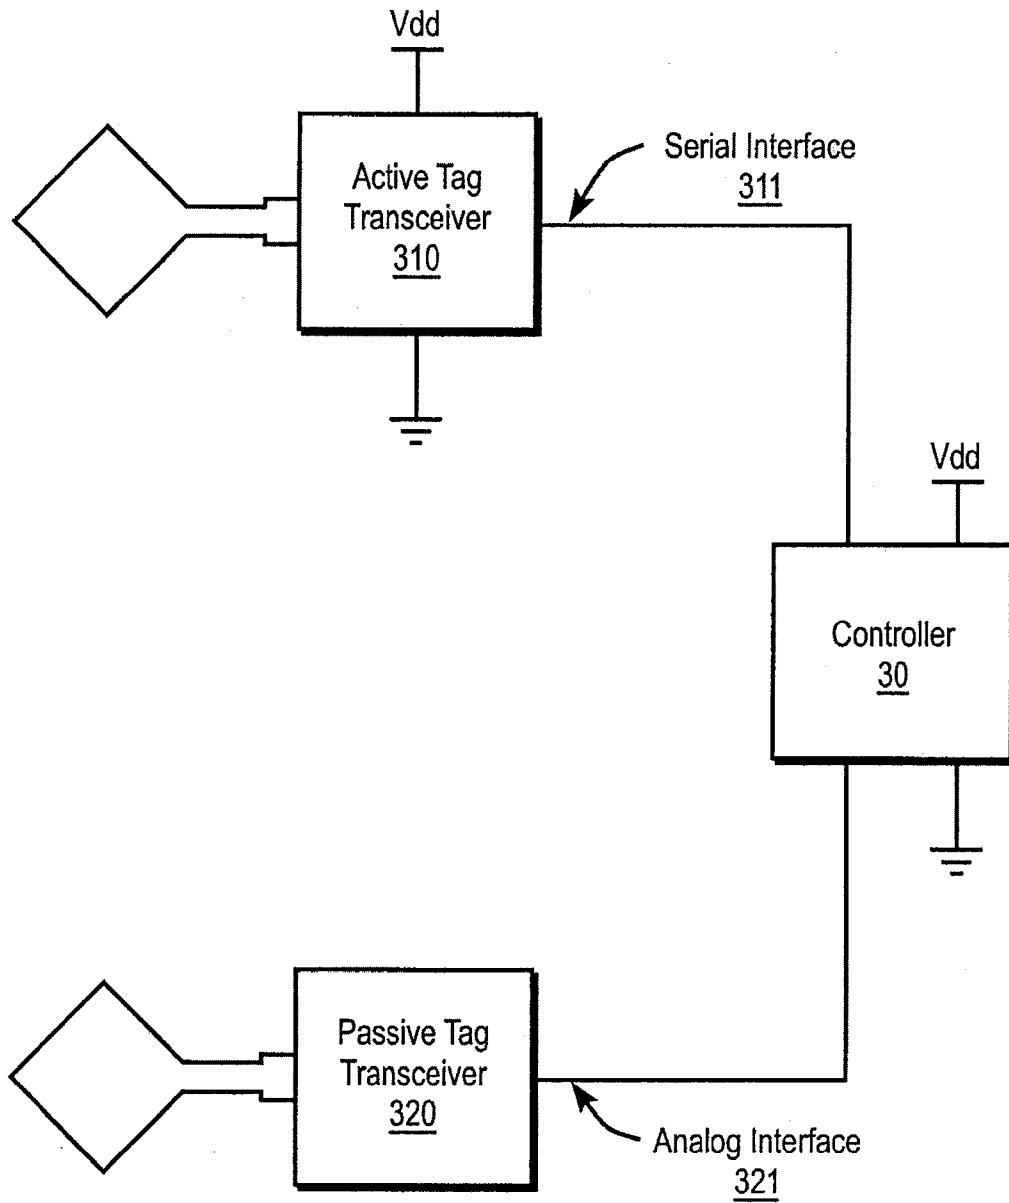 Vdd
Serial Interface
311
Active Tag
Transceiver
310
Vdd
Controller
30
Passive Tag
Transceiver
320
Analog Interface
321